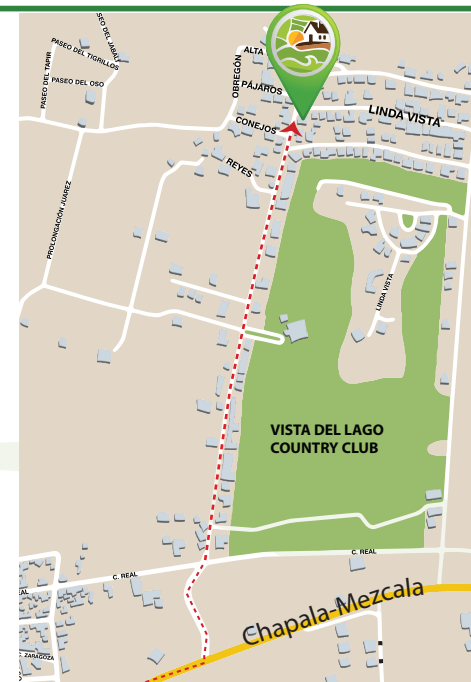 PASEO DEL JABALÍ
PASEO DEL TIGRILLOS
PASEO DEL TAPIR
PASEO DEL OSO
OBREGÓN
ALTA
PÁJAROS
CONEJOS
LINDA VISTA
REYES
PROLONGACIÓN JUAREZ
LINDA VISTA
VISTA DEL LAGO
COUNTRY CLUB
C. REAL
C. REAL
Chapala-Mezcala
C. ZARAGOZA